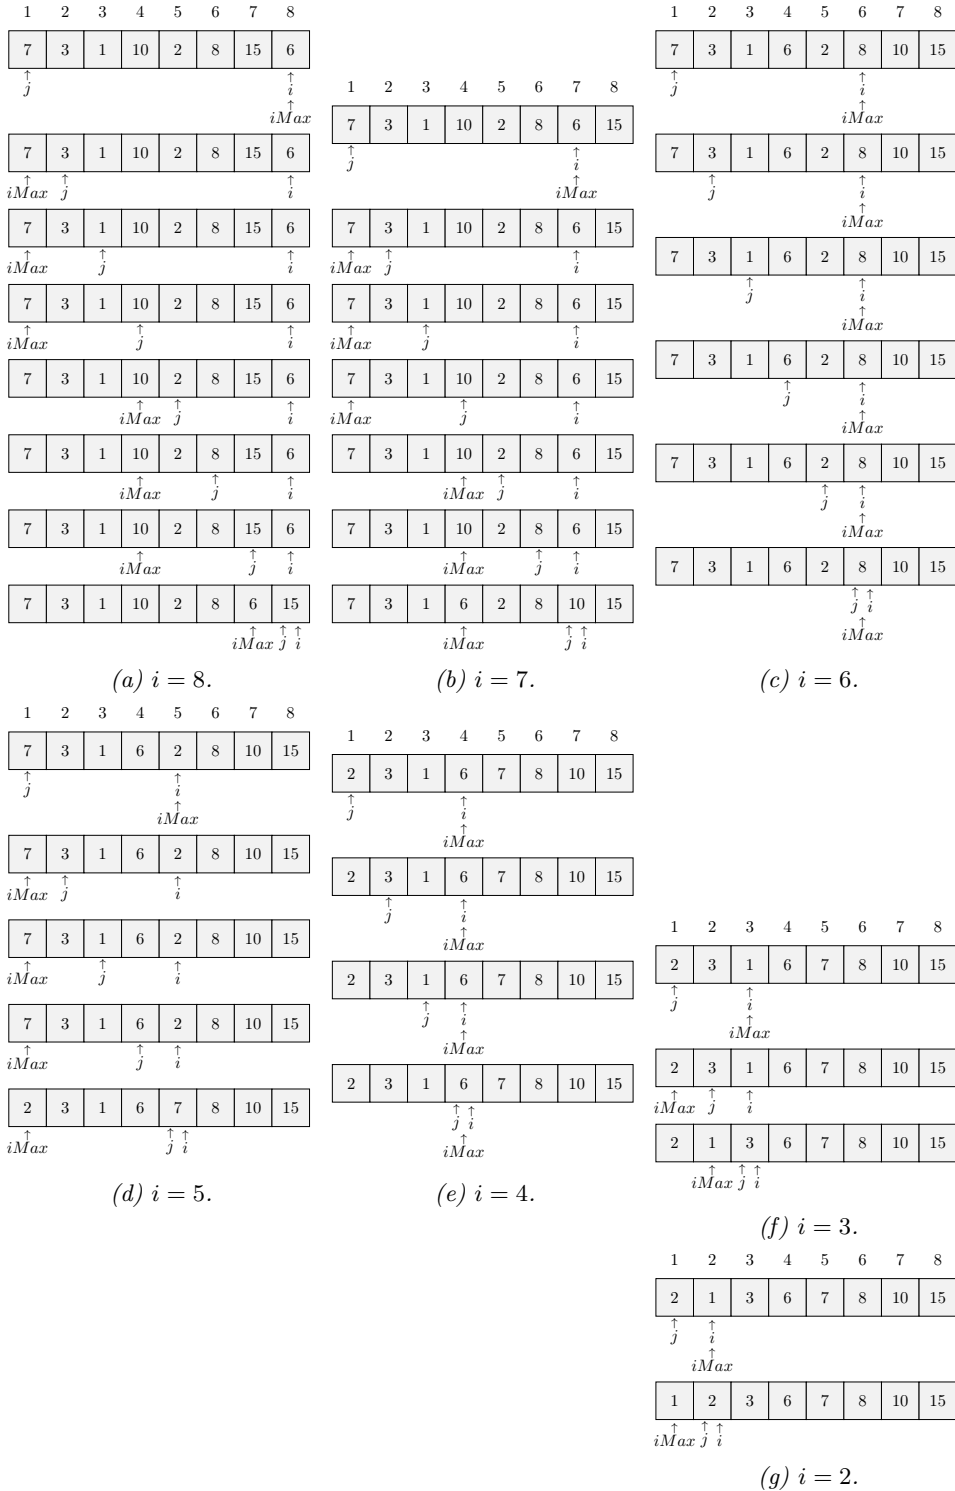 1 2 3 4 5 6 7 8
7 3 1 10 2 8 15 6
j i
iMax
7 3 1 10 2 8 15 6
iMax j i
7 3 1 10 2 8 15 6
iMax j i
7 3 1 10 2 8 15 6
iMax j i
7 3 1 10 2 8 15 6
iMax j i
7 3 1 10 2 8 15 6
iMax j i
7 3 1 10 2 8 15 6
iMax j i
7 3 1 10 2 8 6 15
iMax j i
(a) i = 8.
1 2 3 4 5 6 7 8
7 3 1 10 2 8 6 15
j i
iMax
7 3 1 10 2 8 6 15
iMax j i
7 3 1 10 2 8 6 15
iMax j i
7 3 1 10 2 8 6 15
iMax j i
7 3 1 10 2 8 6 15
iMax j i
7 3 1 10 2 8 6 15
iMax j i
7 3 1 6 2 8 10 15
iMax j i
(b) i = 7.
1 2 3 4 5 6 7 8
7 3 1 6 2 8 10 15
j i
iMax
7 3 1 6 2 8 10 15
j i
iMax
7 3 1 6 2 8 10 15
j i
iMax
7 3 1 6 2 8 10 15
j i
iMax
7 3 1 6 2 8 10 15
j i
iMax
7 3 1 6 2 8 10 15
j i
iMax
(c) i = 6.
1 2 3 4 5 6 7 8
7 3 1 6 2 8 10 15
j i
iMax
7 3 1 6 2 8 10 15
iMax j i
7 3 1 6 2 8 10 15
iMax j i
7 3 1 6 2 8 10 15
iMax j i
2 3 1 6 7 8 10 15
iMax j i
(d) i = 5.
1 2 3 4 5 6 7 8
2 3 1 6 7 8 10 15
j i
iMax
2 3 1 6 7 8 10 15
j i
iMax
2 3 1 6 7 8 10 15
j i
iMax
2 3 1 6 7 8 10 15
j i
iMax
(e) i = 4.
1 2 3 4 5 6 7 8
2 3 1 6 7 8 10 15
j i
iMax
2 3 1 6 7 8 10 15
iMax j i
2 1 3 6 7 8 10 15
iMax j i
(f) i = 3.
1 2 3 4 5 6 7 8
2 1 3 6 7 8 10 15
j i
iMax
1 2 3 6 7 8 10 15
iMax j i
(g) i = 2.